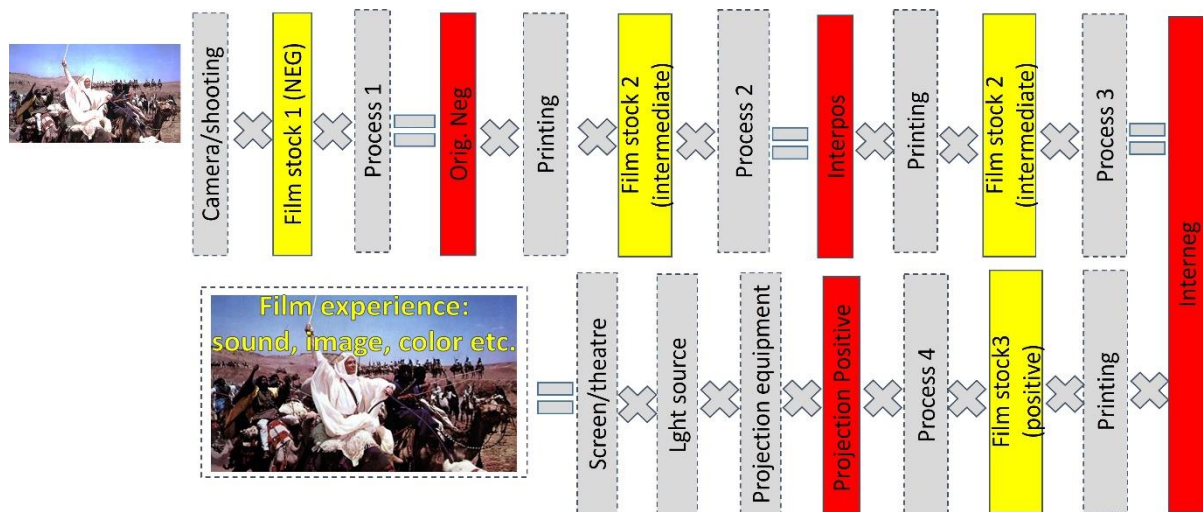 Camera/shooting
Film stock 1 (NEG)
Process 1
Orig. Neg
Printing
Film stock 2
(intermediate)
Process 2
Interpos
Printing
Film stock 2
(intermediate)
Process 3
Interneg
Printing
Film stock3
(positive)
Process 4
Projection Positive
Projection equipment
Lght source
Screen/theatre
Film experience:
sound, image, color etc.